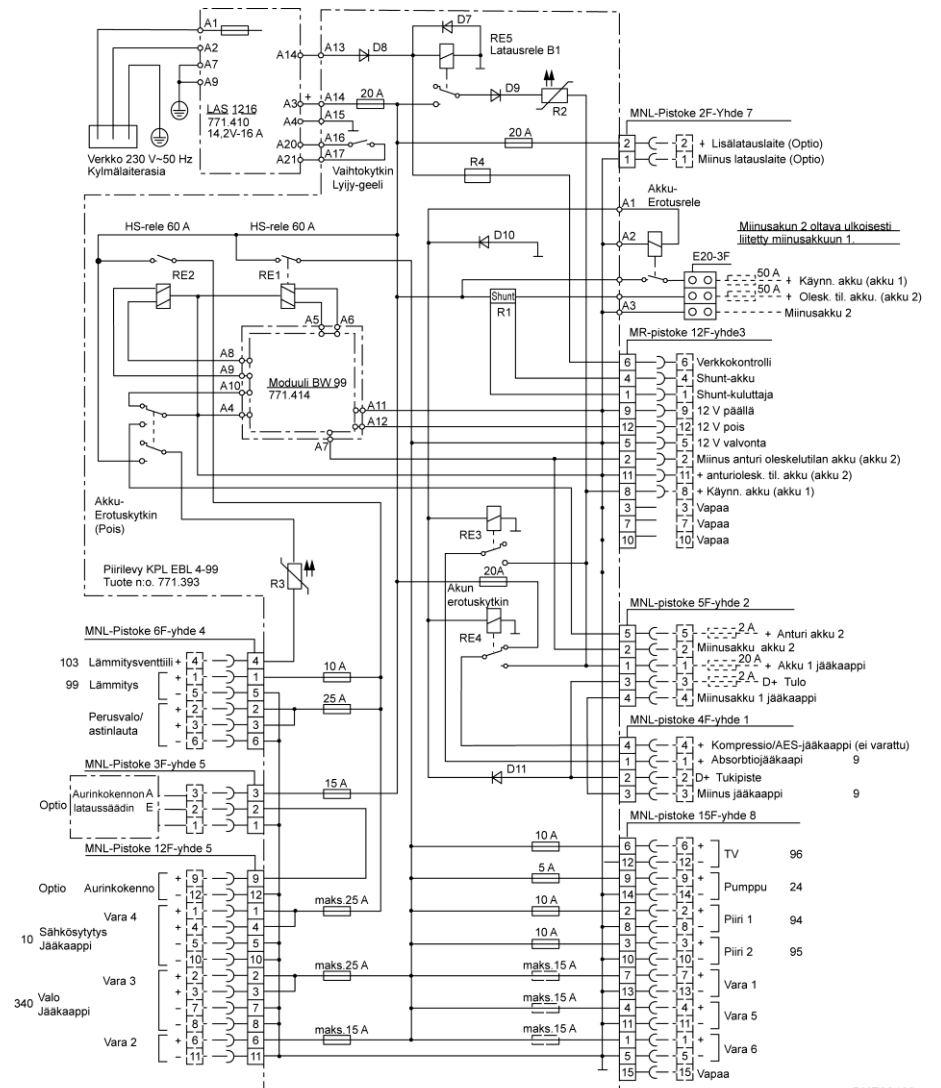 A1
A2
A7
A9
A14
A13
D8
D7
RE5
Latausrele B1
D9
R2
A3
+
A14
20 A
A4
A15
A20
A16
A21
A17
LAS 1216
771.410
14,2V-16 A
Verkko 230 V~50 Hz
Kylmälaiterasia
Vaihtokytkin
Lyijy-geeli
20 A
R4
MNL-Pistoke 2F-Yhde 7
2 2 + Lisälatauslaite (Optio)
1 1 Miinus latauslaite (Optio)
A1
Akku-
Erotusrele
A2
Miinusakun 2 oltava ulkoisesti
liitetty miinusakkuun 1.
E20-3F
50 A + Käynn. akku (akku 1)
50 A + Olesk. til. akku. (akku 2)
A3
Miinusakku 2
HS-rele 60 A
HS-rele 60 A
RE2
RE1
D10
Shunt
R1
A5
A6
A8
A9
A10
A4
Moduuli BW 99
771.414
A11
A12
A7
MR-pistoke 12F-yhde3
6 6 Verkkokontrolli
4 4 Shunt-akku
1 1 Shunt-kuluttaja
9 9 12 V päällä
12 12 12 V pois
5 5 12 V valvonta
2 2 Miinus anturi oleskelutilan akku (akku 2)
11 11 + anturiolesk. til. akku (akku 2)
8 8 + Käynn. akku (akku 1)
3 3 Vapaa
7 7 Vapaa
10 10 Vapaa
Akku-
Erotuskytkin
(Pois)
Piirilevy KPL EBL 4-99
Tuote n:o. 771.393
R3
RE3
20A
Akun
erotuskytkin
RE4
D11
MNL-pistoke 5F-yhde 2
5 5 2 A + Anturi akku 2
2 2 Miinusakku akku 2
1 1 20 A + Akku 1 jääkaappi
3 3 2 A D+ Tulo
4 4 Miinusakku 1 jääkaappi
MNL-pistoke 4F-yhde 1
4 4 + Kompressio/AES-jääkaappi (ei varattu)
1 1 + Absorbtiojääkaapi 9
2 2 D+ Tukipiste
3 3 Miinus jääkaappi 9
MNL-Pistoke 6F-yhde 4
103 Lämmitysventtiili + 4 4
99 Lämmitys + 1 1 10 A
− 5 5
Perusvalo/
astinlauta
+ 2 2 25 A
+ 3 3
− 6 6
MNL-Pistoke 3F-yhde 5
Optio
Aurinkokennon A 3 3 15 A
lataussäädin E 2 2
1 1
MNL-Pistoke 12F-yhde 5
Optio Aurinkokenno + 9 9
− 12 12
Vara 4 + 1 1 maks.25 A
+ 4 4
10 Sähkösytytys
Jääkaappi
− 5 5
− 10 10
Vara 3 + 2 2 maks.25 A
+ 3 3
340 Valo
Jääkaappi
− 7 7
− 8 8
Vara 2 + 6 6 maks.15 A
− 11 11
MNL-pistoke 15F-yhde 8
10 A 6 6 + TV 96
12 12 −
5 A 9 9 + Pumppu 24
14 14 −
10 A 2 2 + Piiri 1 94
8 8 −
10 A 3 3 + Piiri 2 95
10 10 −
maks.15 A 7 7 + Vara 1
13 13 −
maks.15 A 4 4 + Vara 5
11 11 −
maks.15 A 1 1 + Vara 6
5 5 −
15 15 Vapaa